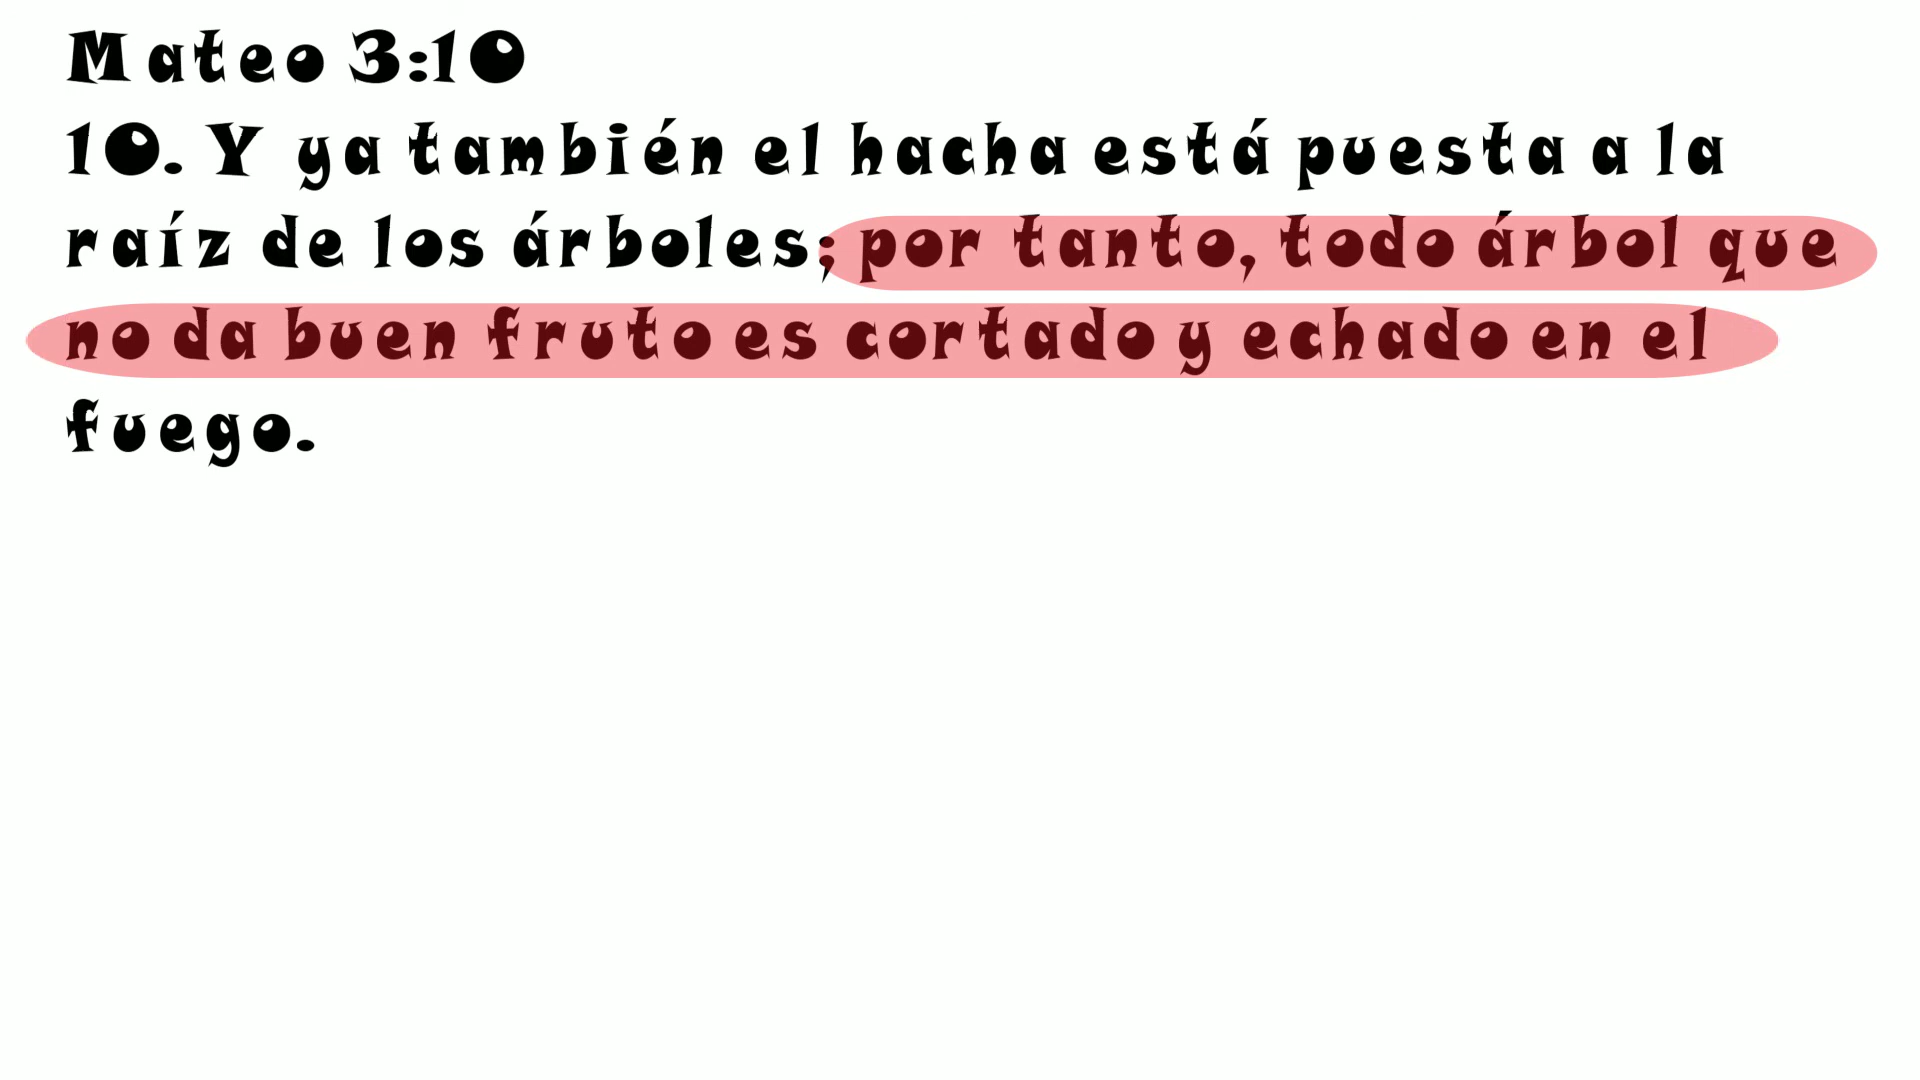 Mateo 3:10
10. Y ya también el hacha está puesta a la
raíz de los árboles; por tanto, todo árbol que
no da buen fruto es cortado y echado en el
fuego.